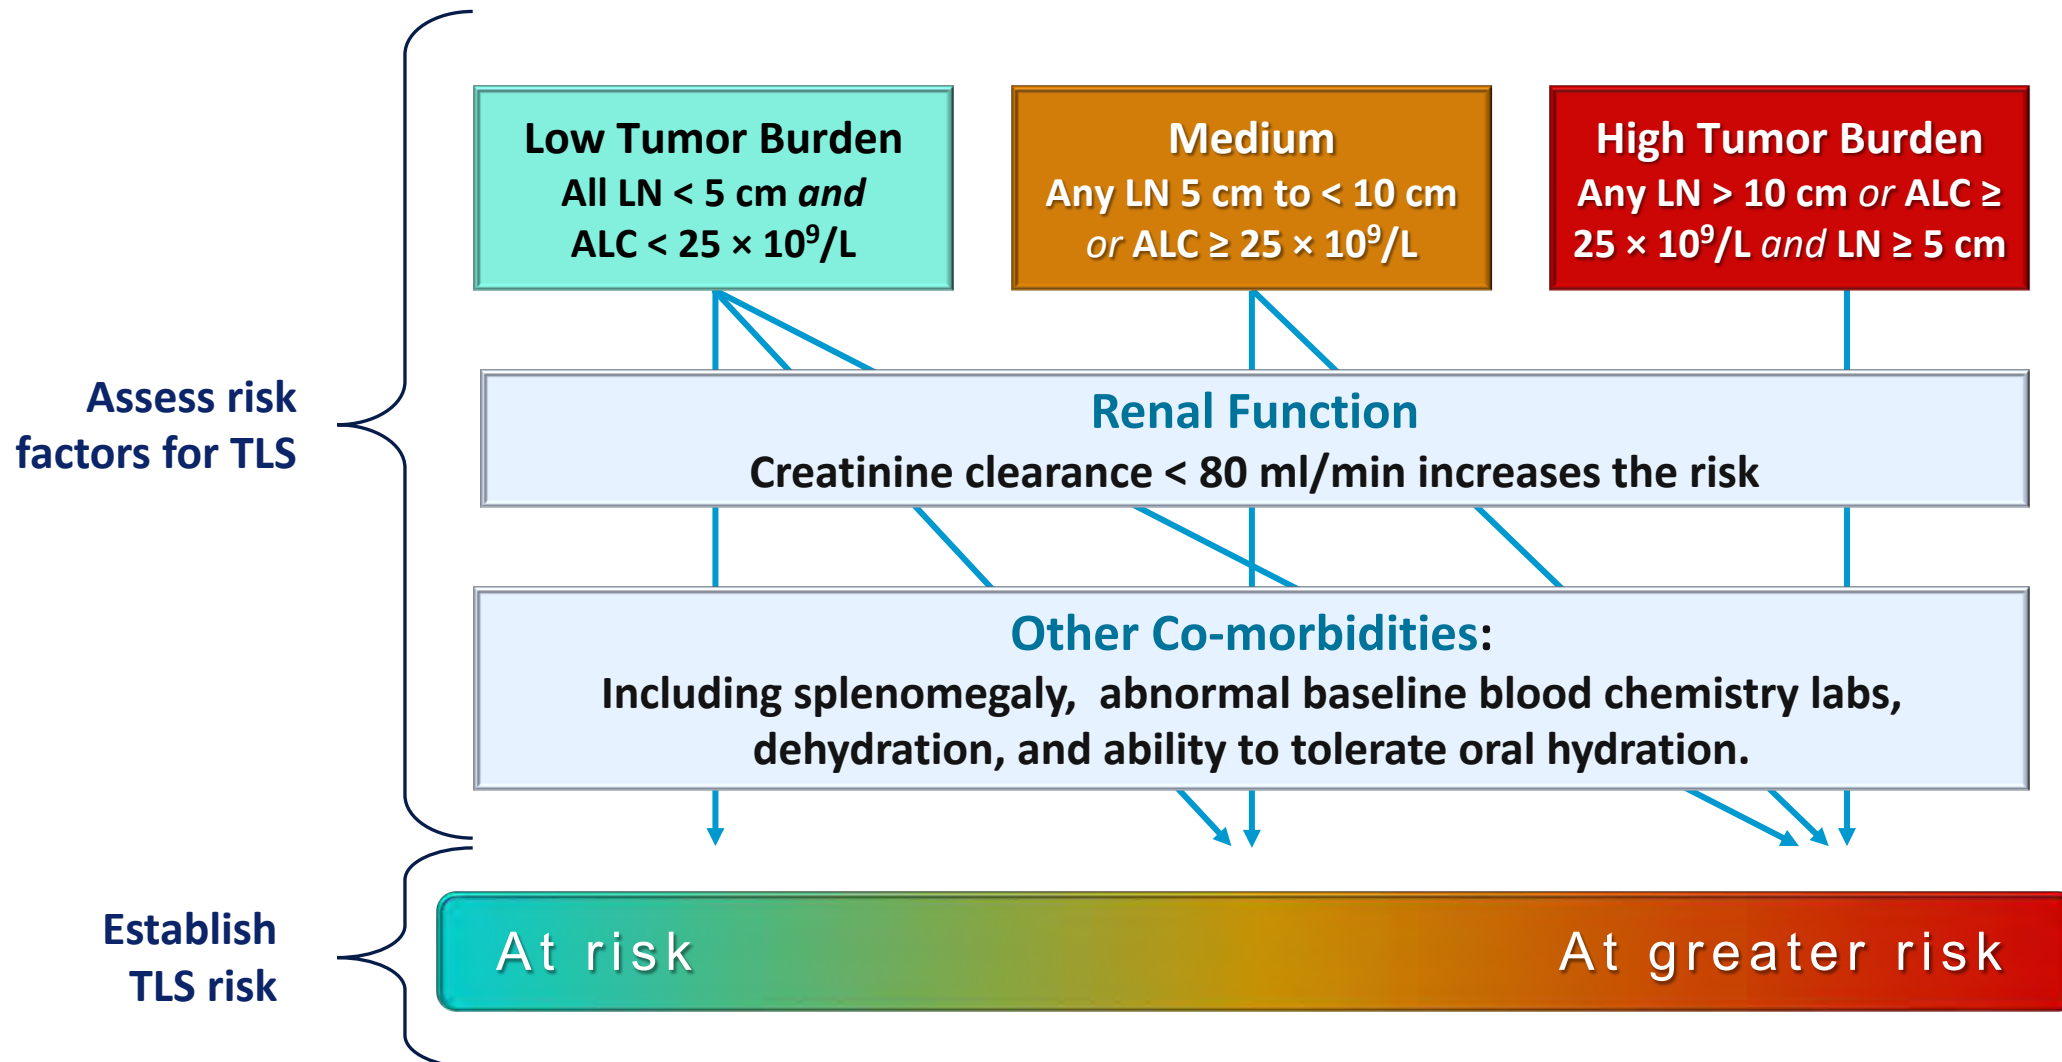 Low Tumor Burden
All LN < 5 cm and
ALC < 25 × 10⁹/L
Medium
Any LN 5 cm to < 10 cm
or ALC ≥ 25 × 10⁹/L
High Tumor Burden
Any LN > 10 cm or ALC ≥
25 × 10⁹/L and LN ≥ 5 cm
Assess risk
factors for TLS
Renal Function
Creatinine clearance < 80 ml/min increases the risk
Other Co-morbidities:
Including splenomegaly,  abnormal baseline blood chemistry labs,
dehydration, and ability to tolerate oral hydration.
Establish
TLS risk
At risk
At greater risk